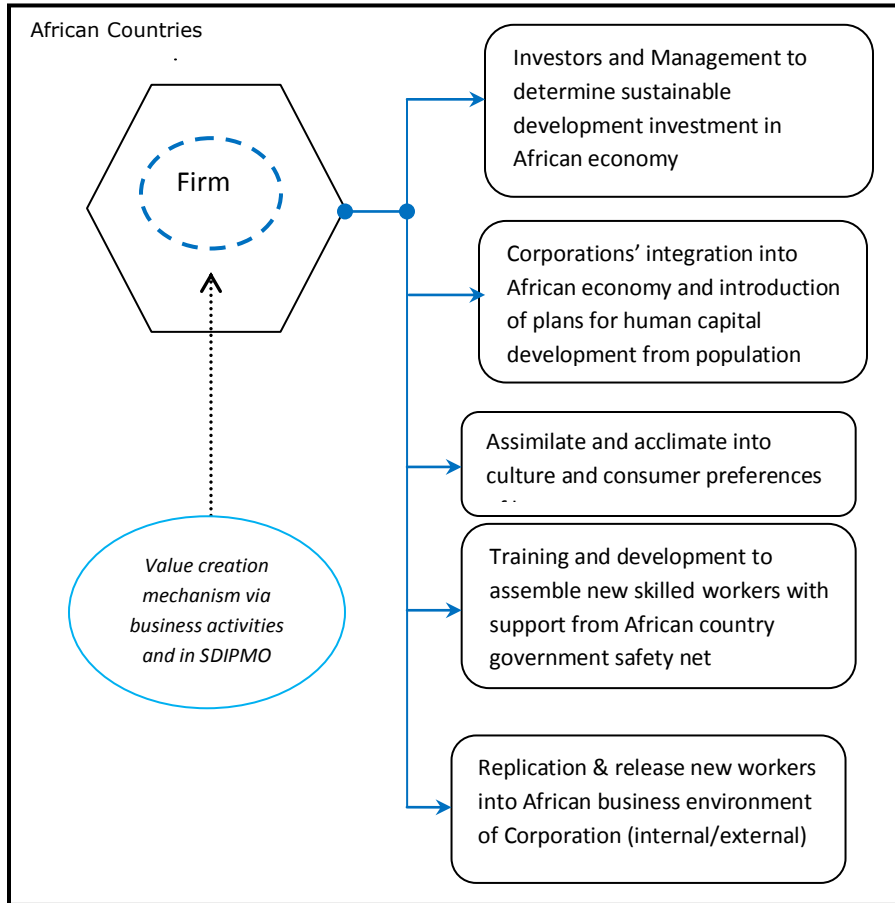 African Countries
Firm
Value creation
mechanism via
business activities
and in SDIPMO
Investors and Management to
determine sustainable
development investment in
African economy
Corporations’ integration into
African economy and introduction
of plans for human capital
development from population
Assimilate and acclimate into
culture and consumer preferences
Training and development to
assemble new skilled workers with
support from African country
government safety net
Replication & release new workers
into African business environment
of Corporation (internal/external)